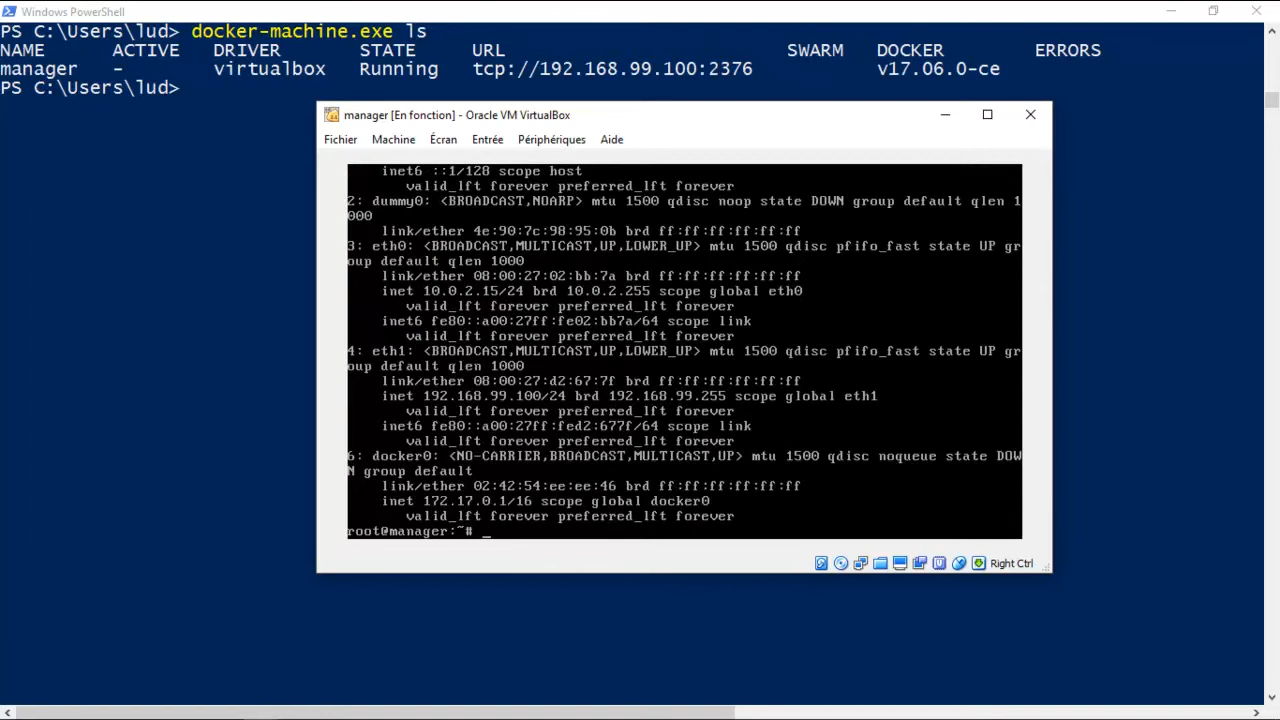 Windows PowerShell
PS C:\Users\lud> docker-machine.exe ls
NAME ACTIVE DRIVER STATE URL SWARM DOCKER ERRORS
manager - virtualbox Running tcp://192.168.99.100:2376 v17.06.0-ce
PS C:\Users\lud>
manager [En fonction] - Oracle VM VirtualBox
Fichier Machine Écran Entrée Périphériques Aide
inet6 ::1/128 scope host
valid_lft forever preferred_lft forever
2: dummy0: <BROADCAST,NOARP> mtu 1500 qdisc noop state DOWN group default qlen 1
000
link/ether 4e:90:7c:98:95:0b brd ff:ff:ff:ff:ff:ff
3: eth0: <BROADCAST,MULTICAST,UP,LOWER_UP> mtu 1500 qdisc pfifo_fast state UP gr
oup default qlen 1000
link/ether 08:00:27:02:bb:7a brd ff:ff:ff:ff:ff:ff
inet 10.0.2.15/24 brd 10.0.2.255 scope global eth0
valid_lft forever preferred_lft forever
inet6 fe80::a00:27ff:fe02:bb7a/64 scope link
valid_lft forever preferred_lft forever
4: eth1: <BROADCAST,MULTICAST,UP,LOWER_UP> mtu 1500 qdisc pfifo_fast state UP gr
oup default qlen 1000
link/ether 08:00:27:d2:67:7f brd ff:ff:ff:ff:ff:ff
inet 192.168.99.100/24 brd 192.168.99.255 scope global eth1
valid_lft forever preferred_lft forever
inet6 fe80::a00:27ff:fed2:677f/64 scope link
valid_lft forever preferred_lft forever
6: docker0: <NO-CARRIER,BROADCAST,MULTICAST,UP> mtu 1500 qdisc noqueue state DOW
N group default
link/ether 02:42:54:ee:ee:46 brd ff:ff:ff:ff:ff:ff
inet 172.17.0.1/16 scope global docker0
valid_lft forever preferred_lft forever
root@manager:~# _
Right Ctrl